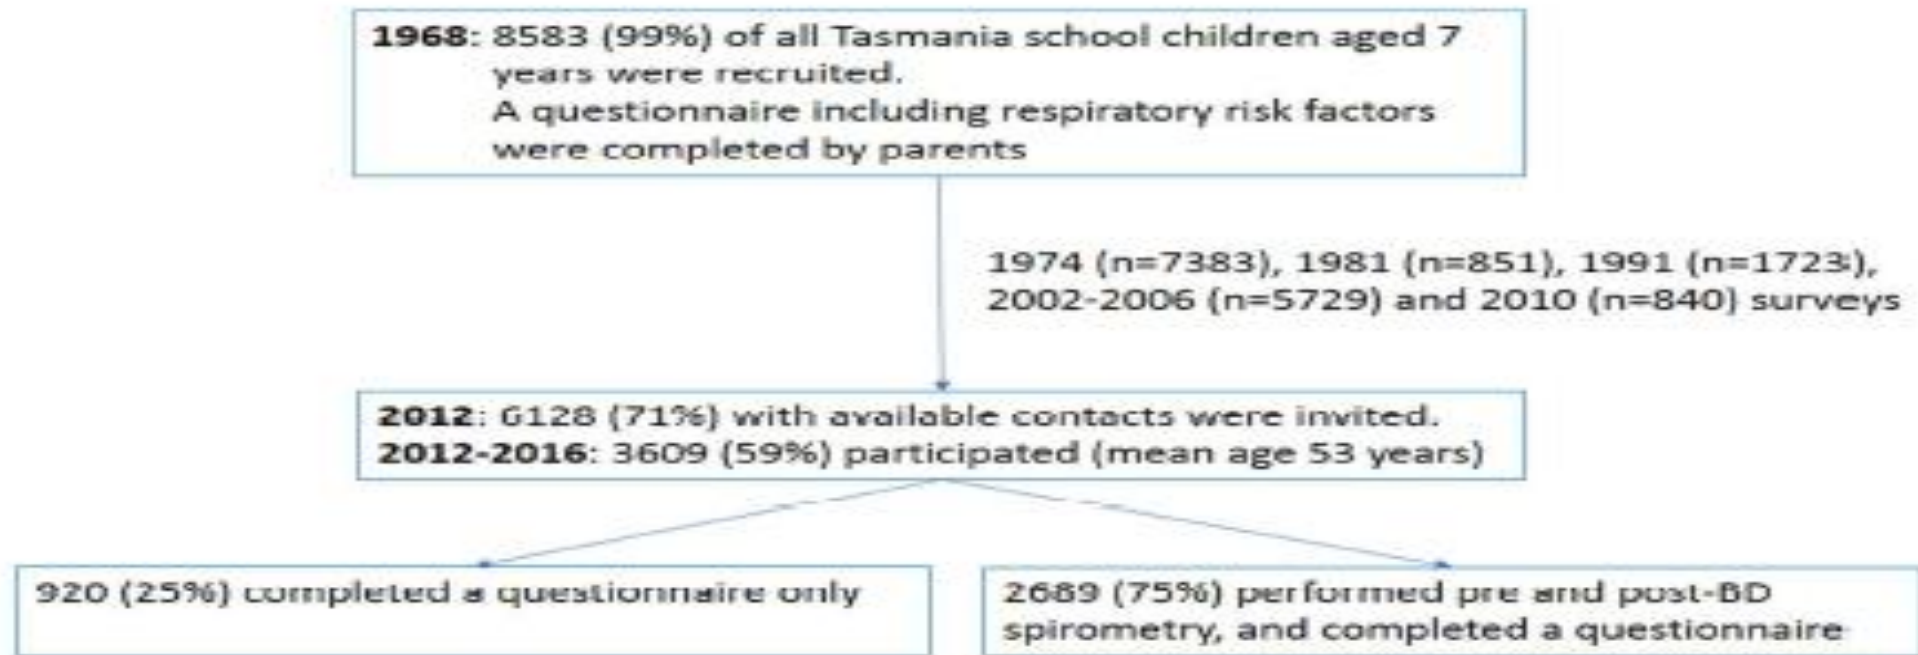 1968: 8583 (99%) of all Tasmania school children aged 7
years were recruited.
A questionnaire including respiratory risk factors
were completed by parents
1974 (n=7383), 1981 (n=851), 1991 (n=1723),
2002-2006 (n=5729) and 2010 (n=840) surveys
2012: 6128 (71%) with available contacts were invited.
2012-2016: 3609 (59%) participated (mean age 53 years)
920 (25%) completed a questionnaire only
2689 (75%) performed pre and post-BD
spirometry, and completed a questionnaire